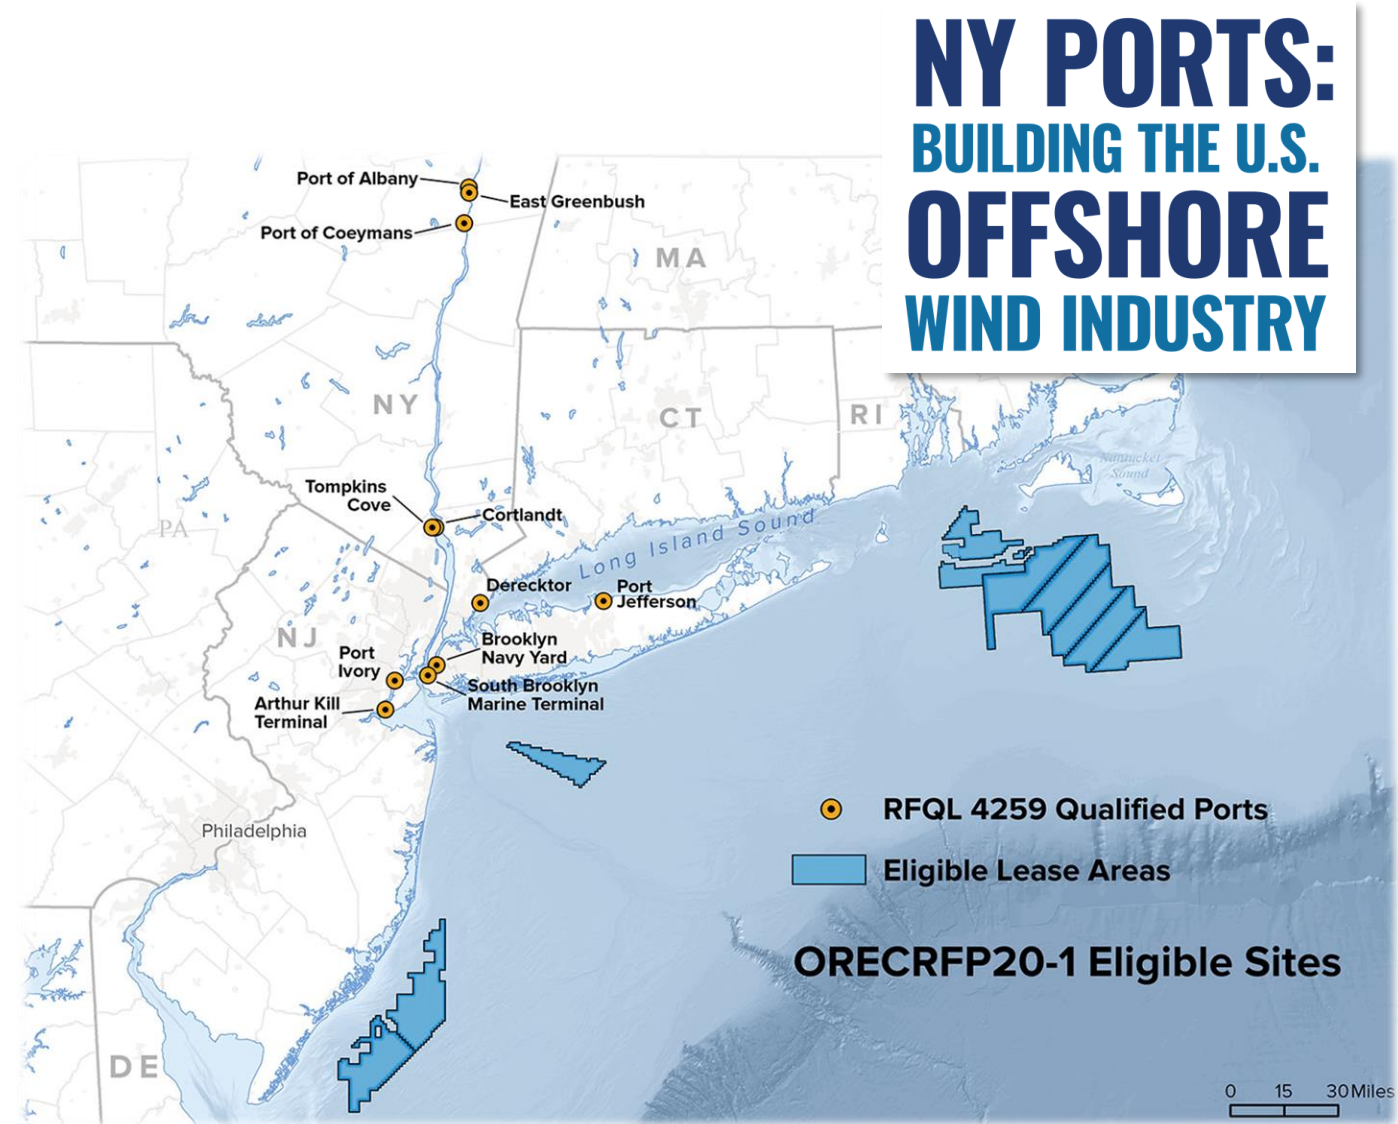 NY PORTS:
BUILDING THE U.S.
OFFSHORE
WIND INDUSTRY
Port of Albany
East Greenbush
Port of Coeymans
MA
NY
CT
RI
Nantucket
Sound
Tompkins
Cove
Cortlandt
PA
Long Island Sound
Derecktor
Port
Jefferson
NJ
Brooklyn
Navy Yard
Port
Ivory
South Brooklyn
Marine Terminal
Arthur Kill
Terminal
RFQL 4259 Qualified Ports
Philadelphia
Eligible Lease Areas
ORECRFP20-1 Eligible Sites
DE
0 15 30 Miles